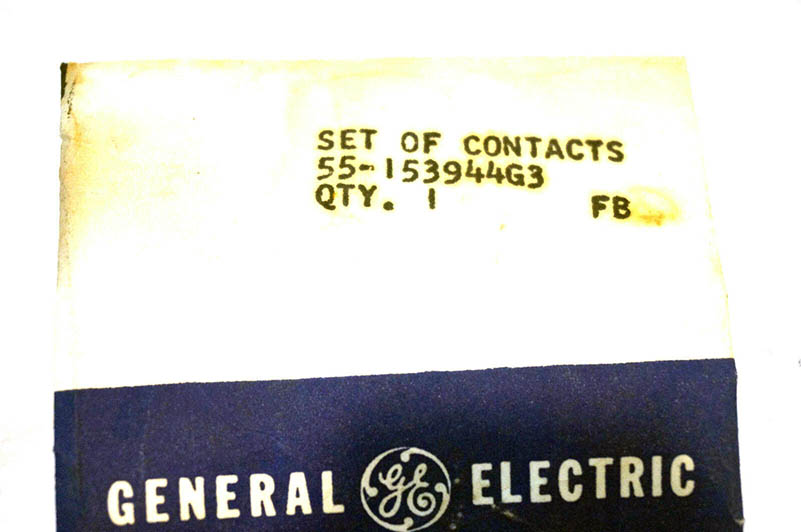 SET OF CONTACTS
55-153944G3
QTY. 1
FB
GENERAL GE ELECTRIC